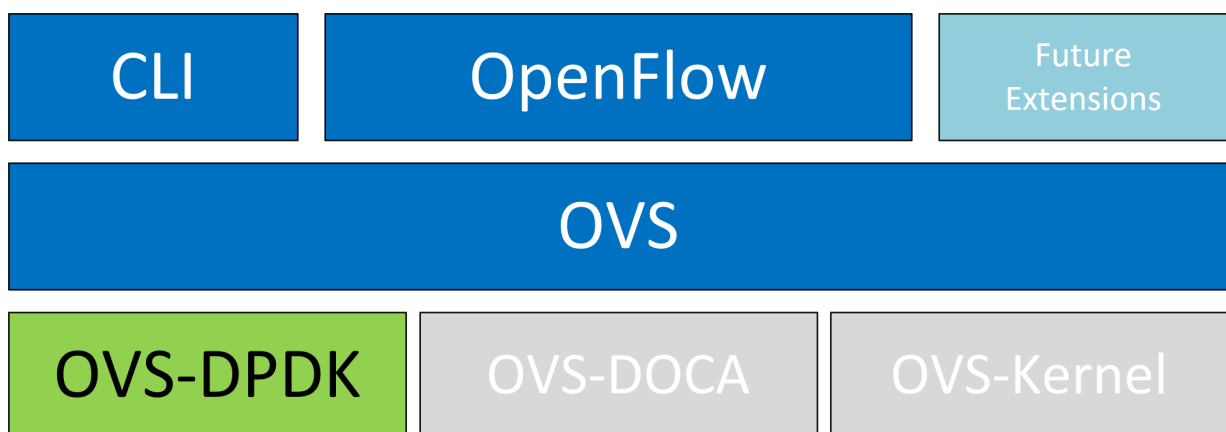 CLI
OpenFlow
Future
Extensions
OVS
OVS-DPDK
OVS-DOCA
OVS-Kernel